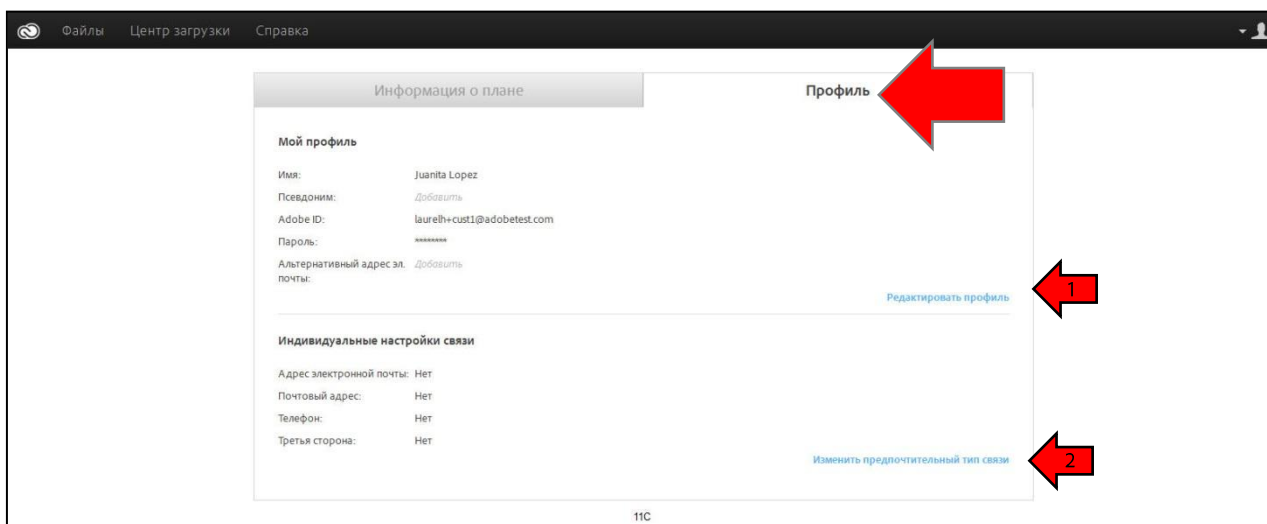 Файлы Центр загрузки Справка
Информация о плане Профиль
Мой профиль
Имя: Juanita Lopez
Псевдоним: Добавить
Adobe ID: laurelh+cust1@adobetest.com
Пароль: ********
Альтернативный адрес эл. Добавить
почты:
1
Редактировать профиль
Индивидуальные настройки связи
Адрес электронной почты: Нет
Почтовый адрес: Нет
Телефон: Нет
Третья сторона: Нет
Изменить предпочтительный тип связи 2
11C